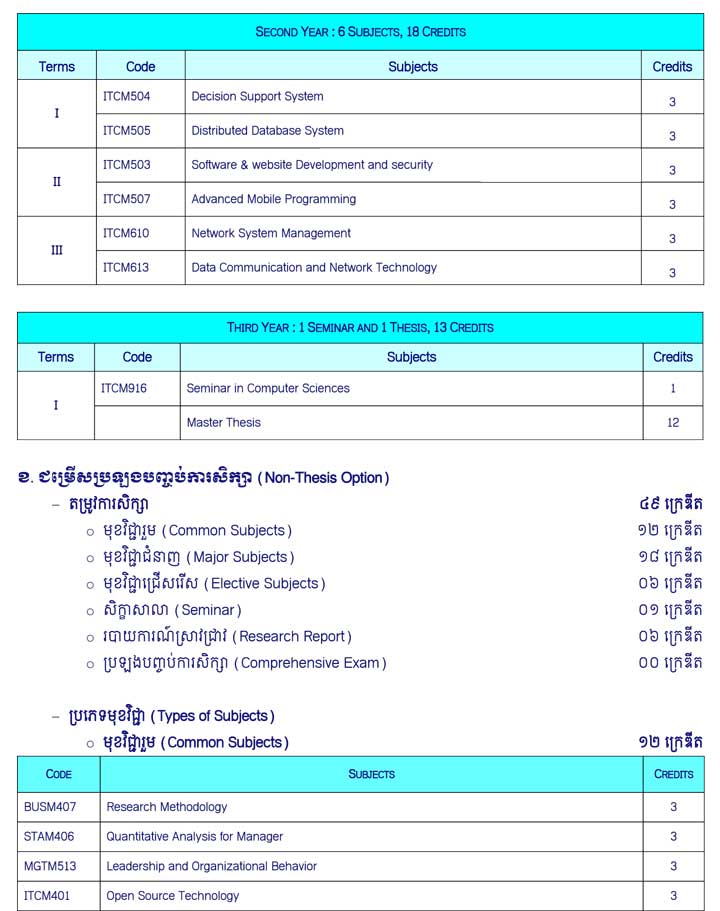 SECOND YEAR : 6 SUBJECTS, 18 CREDITS
Terms Code Subjects Credits
I ITCM504 Decision Support System 3
ITCM505 Distributed Database System 3
II ITCM503 Software & website Development and security 3
ITCM507 Advanced Mobile Programming 3
III ITCM610 Network System Management 3
ITCM613 Data Communication and Network Technology 3
THIRD YEAR : 1 SEMINAR AND 1 THESIS, 13 CREDITS
Terms Code Subjects Credits
I ITCM916 Seminar in Computer Sciences 1
Master Thesis 12
ខ. ជម្រើសប្រឡងបញ្ចប់ការសិក្សា (Non-Thesis Option)
– តម្រូវការសិក្សា ៤៩ ក្រេឌីត
o មុខវិជ្ជារួម (Common Subjects) ១២ ក្រេឌីត
o មុខវិជ្ជាជំនាញ (Major Subjects) ១៨ ក្រេឌីត
o មុខវិជ្ជាជ្រើសរើស (Elective Subjects) ០៦ ក្រេឌីត
o សិក្ខាសាលា (Seminar) ០១ ក្រេឌីត
o របាយការណ៍ស្រាវជ្រាវ (Research Report) ០៦ ក្រេឌីត
o ប្រឡងបញ្ចប់ការសិក្សា (Comprehensive Exam) ០០ ក្រេឌីត
– ប្រភេទមុខវិជ្ជា (Types of Subjects)
o មុខវិជ្ជារួម (Common Subjects) ១២ ក្រេឌីត
CODE SUBJECTS CREDITS
BUSM407 Research Methodology 3
STAM406 Quantitative Analysis for Manager 3
MGTM513 Leadership and Organizational Behavior 3
ITCM401 Open Source Technology 3